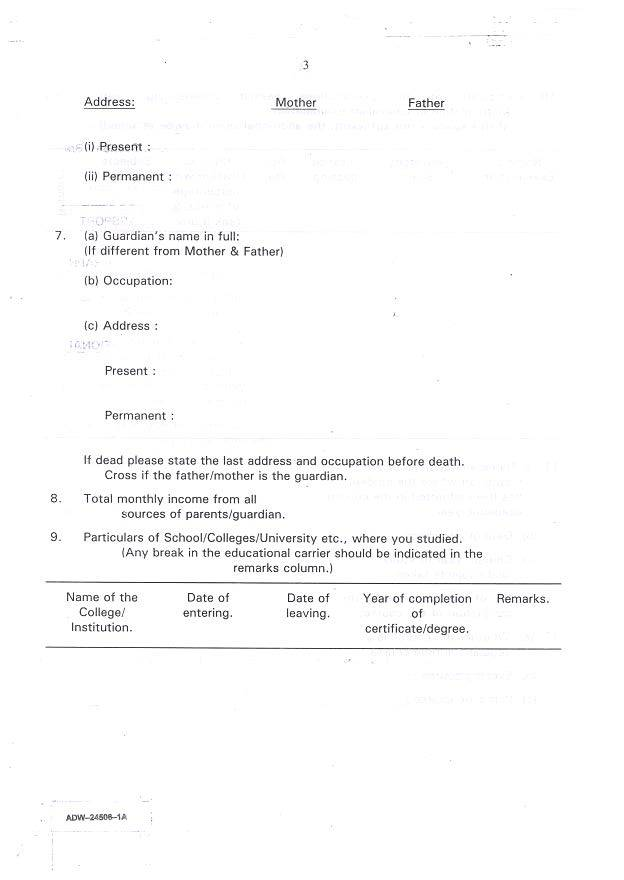 3
Address: Mother Father
(i) Present :
(ii) Permanent :
7. (a) Guardian's name in full:
(If different from Mother & Father)
(b) Occupation:
(c) Address :
Present :
Permanent :
If dead please state the last address and occupation before death.
Cross if the father/mother is the guardian.
8. Total monthly income from all
sources of parents/guardian.
9. Particulars of School/Colleges/University etc., where you studied.
(Any break in the educational carrier should be indicated in the
remarks column.)
Name of the Date of Date of Year of completion Remarks.
College/ entering. leaving. of
Institution. certificate/degree.
ADW–24506–1A